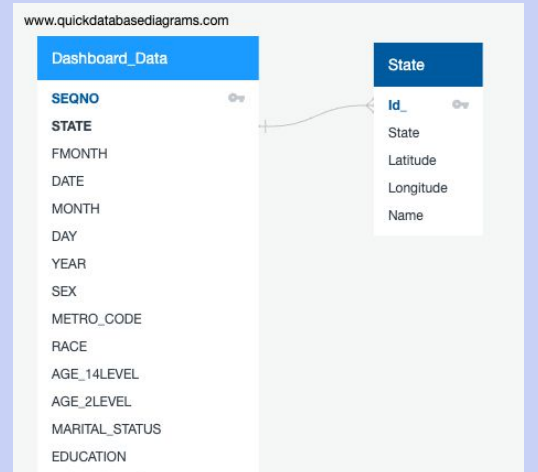 www.quickdatabasediagrams.com
Dashboard_Data
SEQNO
STATE
FMONTH
DATE
MONTH
DAY
YEAR
SEX
METRO_CODE
RACE
AGE_14LEVEL
AGE_2LEVEL
MARITAL_STATUS
EDUCATION
State
Id_
State
Latitude
Longitude
Name